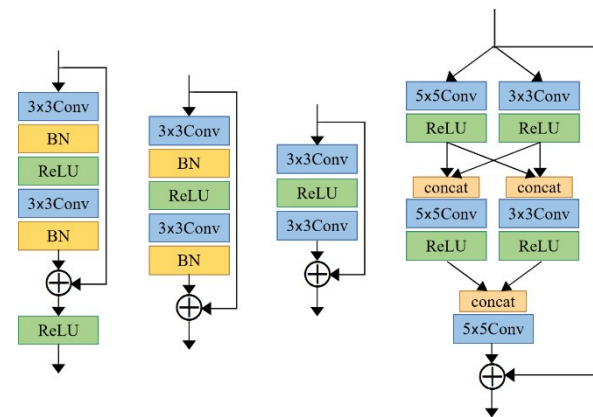 3x3Conv
BN
ReLU
3x3Conv
BN
ReLU
3x3Conv
BN
ReLU
3x3Conv
BN
3x3Conv
ReLU
3x3Conv
5x5Conv 3x3Conv
ReLU ReLU
concat concat
5x5Conv 3x3Conv
ReLU ReLU
concat
5x5Conv